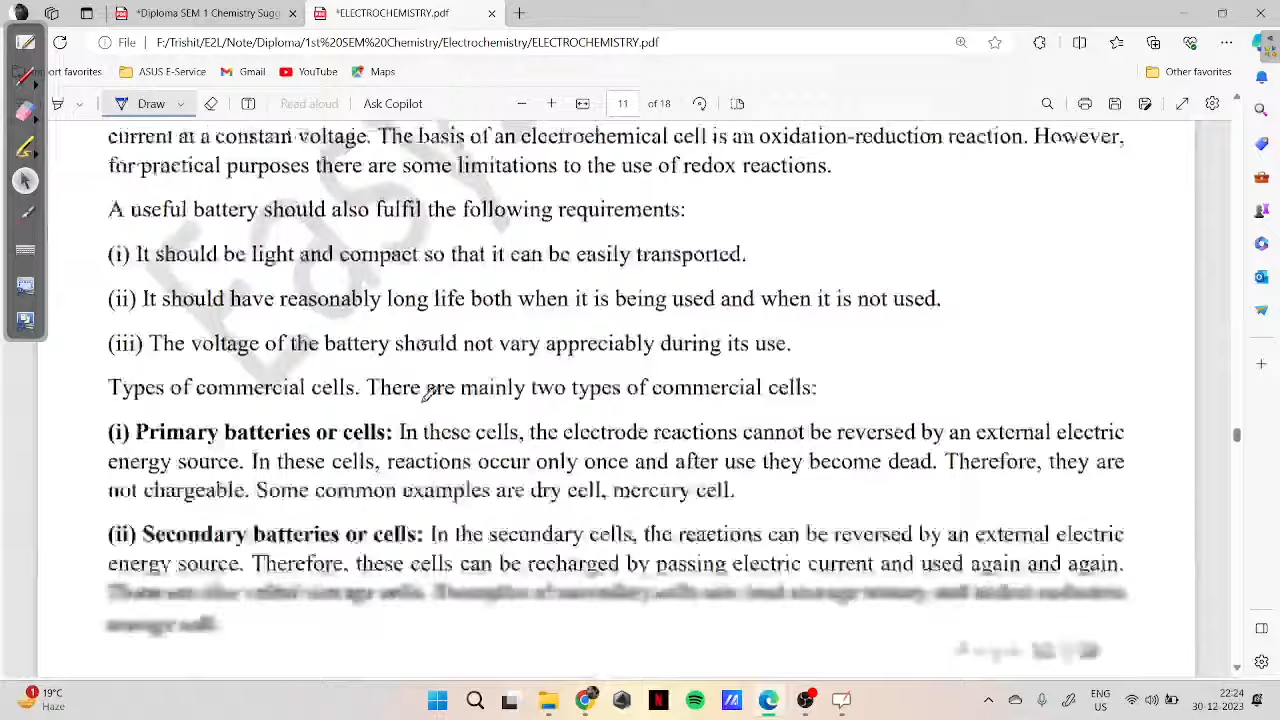 *Diploma SEM 1 Chemistry Sugg
*ELECTROCHEMISTRY.pdf
File F:/Trishit/E2L/Note/Diploma/1st%20SEM%20Chemistry/Electrochemistry/ELECTROCHEMISTRY.pdf
import favorites ASUS E-Service Gmail YouTube Maps Other favorites
Draw Read aloud Ask Copilot 11 of 18
current at a constant voltage. The basis of an electrochemical cell is an oxidation-reduction reaction. However,
for practical purposes there are some limitations to the use of redox reactions.
A useful battery should also fulfil the following requirements:
(i) It should be light and compact so that it can be easily transported.
(ii) It should have reasonably long life both when it is being used and when it is not used.
(iii) The voltage of the battery should not vary appreciably during its use.
Types of commercial cells. There are mainly two types of commercial cells:
(i) Primary batteries or cells: In these cells, the electrode reactions cannot be reversed by an external electric
energy source. In these cells, reactions occur only once and after use they become dead. Therefore, they are
not chargeable. Some common examples are dry cell, mercury cell.
(ii) Secondary batteries or cells: In the secondary cells, the reactions can be reversed by an external electric
energy source. Therefore, these cells can be recharged by passing electric current and used again and again.
Easy
1 19°C
Haze
ENG
IN
22:24
30-12-2023